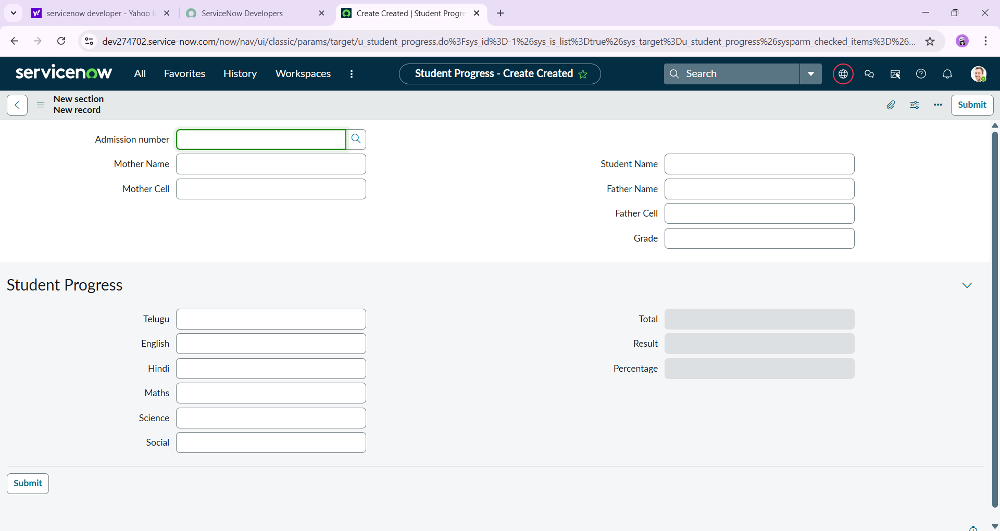 servicenow developer - Yahoo
ServiceNow Developers
Create Created | Student Progre
dev274702.service-now.com/now/nav/ui/classic/params/target/u_student_progress.do%3Fsys_id%3D-1%26sys_is_list%3Dtrue%26sys_target%3Du_student_progress%26sysparm_checked_items%3D%26...
servicenow
All
Favorites
History
Workspaces
Student Progress - Create Created
Search
New section
New record
Submit
Admission number
Mother Name
Student Name
Mother Cell
Father Name
Father Cell
Grade
Student Progress
Telugu
Total
English
Result
Hindi
Percentage
Maths
Science
Social
Submit